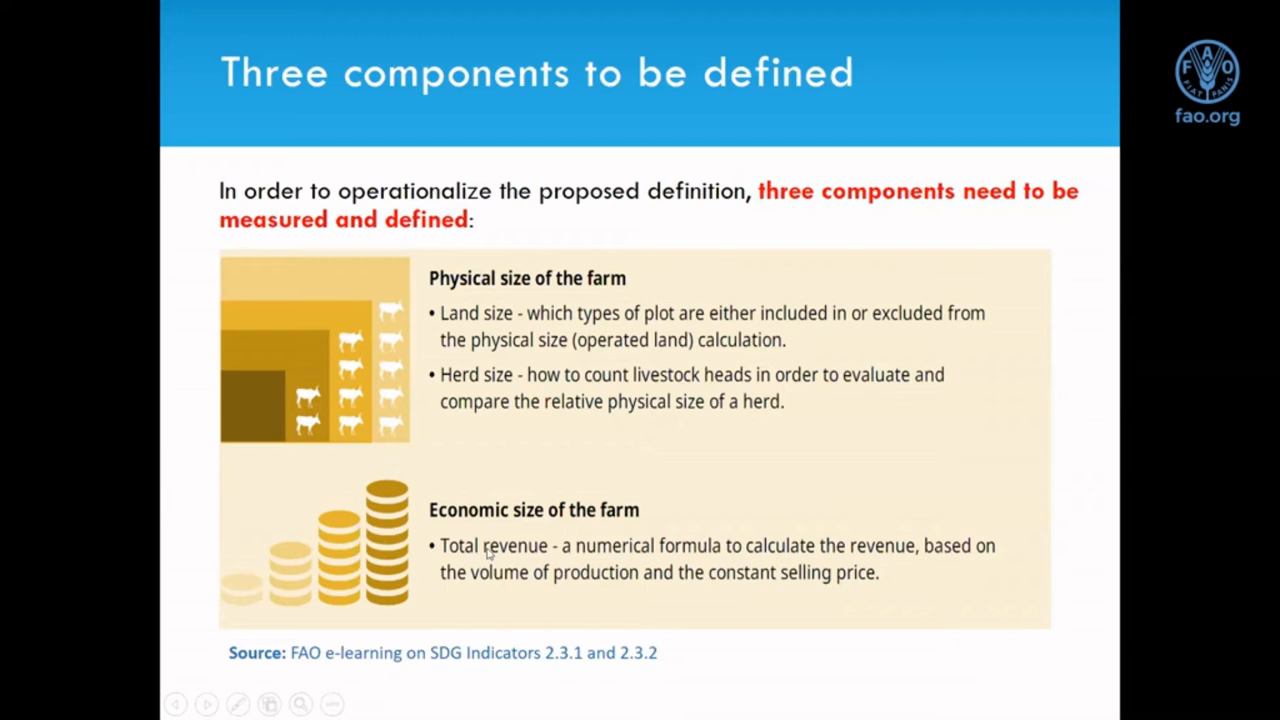 Three components to be defined
F A O
FIAT PANIS
fao.org
In order to operationalize the proposed definition, three components need to be
measured and defined:
Physical size of the farm
• Land size - which types of plot are either included in or excluded from
the physical size (operated land) calculation.
• Herd size - how to count livestock heads in order to evaluate and
compare the relative physical size of a herd.
Economic size of the farm
• Total revenue - a numerical formula to calculate the revenue, based on
the volume of production and the constant selling price.
Source: FAO e-learning on SDG Indicators 2.3.1 and 2.3.2